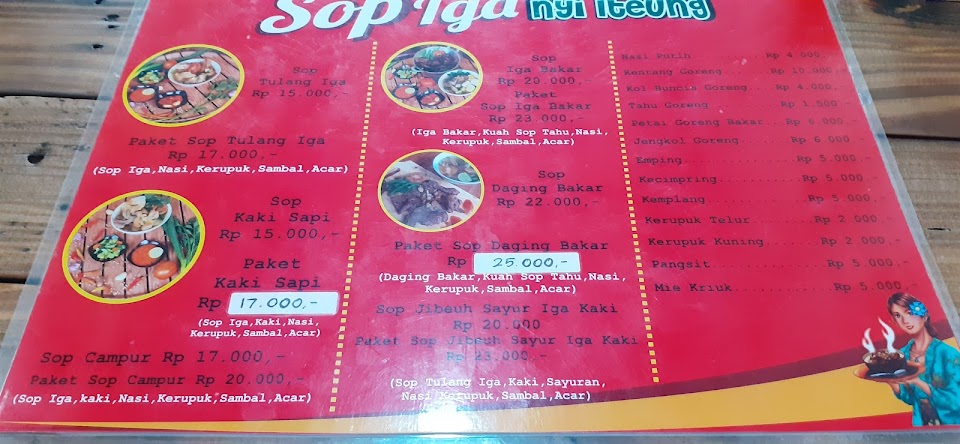 Sop Iga nyi iteung
Sop
Tulang Iga
Rp 15.000,-
Paket Sop Tulang Iga
Rp 17.000,-
(Sop Iga,Nasi,Kerupuk,Sambal,Acar)
Sop
Kaki Sapi
Rp 15.000,-
Paket
Kaki Sapi
Rp 17.000,-
(Sop Iga,Kaki,Nasi,
Kerupuk,Sambal,Acar)
Sop Campur Rp 17.000,-
Paket Sop Campur Rp 20.000,-
(Sop Iga,kaki,Nasi,Kerupuk,Sambal,Acar)
Sop
Iga Bakar
Rp 20.000,-
Paket
Sop Iga Bakar
Rp 23.000,-
(Iga Bakar,Kuah Sop Tahu,Nasi,
Kerupuk,Sambal,Acar)
Sop
Daging Bakar
Rp 22.000,-
Paket Sop Daging Bakar
Rp 25.000,-
(Daging Bakar,Kuah Sop Tahu,Nasi,
Kerupuk,Sambal,Acar)
Sop Jibeuh Sayur Iga Kaki
Rp 20.000
Paket Sop Jibeuh Sayur Iga Kaki
Rp 23.000,-
(Sop Tulang Iga,Kaki,Sayuran,
Nasi,Kerupuk,Sambal,Acar)
Nasi Putih Rp 4.000,-
Kentang Goreng...... Rp 10.000,-
Kol Buncis Goreng... Rp 4.000,-
Tahu Goreng......... Rp 1.500,-
Petai Goreng Bakar.. Rp 6.000,-
Jengkol Goreng...... Rp 6 000,-
Emping.............. Rp 5.000,-
Kecimpring.......... Rp 5.000,-
Kemplang............ Rp 5.000,-
Kerupuk Telur....... Rp 2 000,-
Kerupuk Kuning...... Rp 2 000,-
Pangsit............. Rp 5 000,-
Mie Kriuk........... Rp 5.000,-